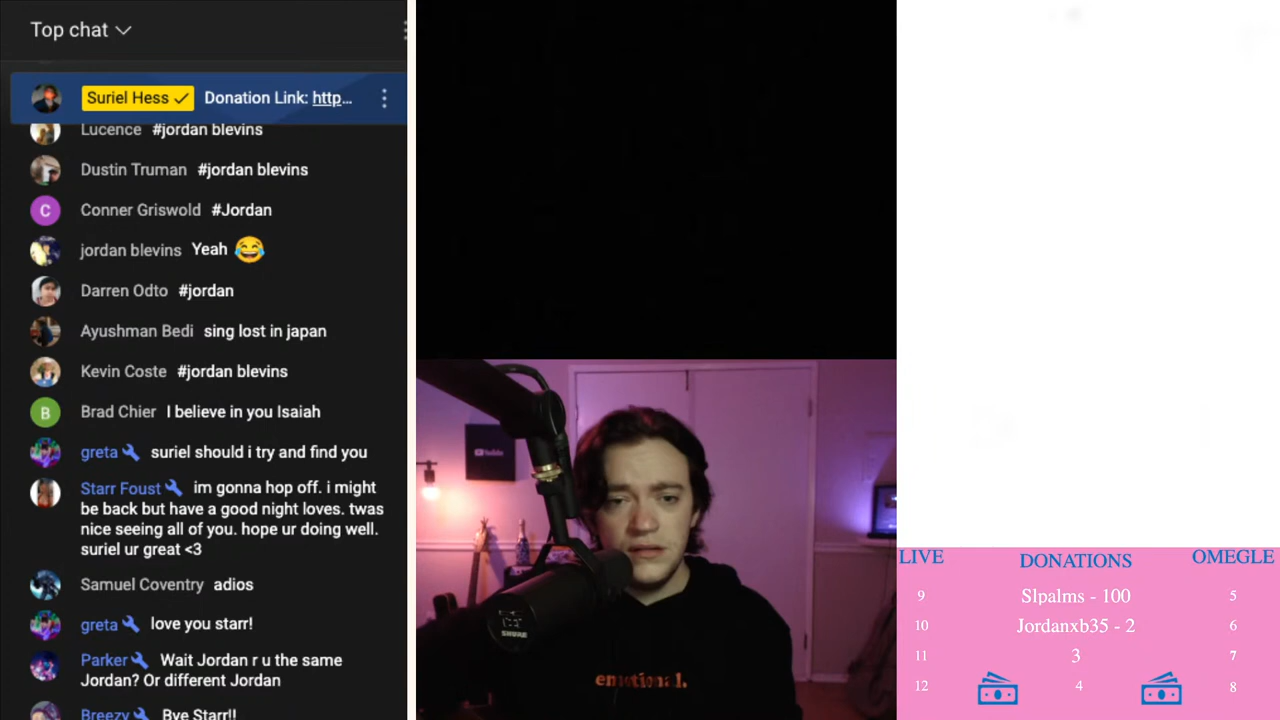 Top chat
Suriel Hess Donation Link: http...
Lucence #jordan blevins
Dustin Truman #jordan blevins
C Conner Griswold #Jordan
jordan blevins Yeah 😂
Darren Odto #jordan
Ayushman Bedi sing lost in japan
Kevin Coste #jordan blevins
B Brad Chier I believe in you Isaiah
greta suriel should i try and find you
Starr Foust im gonna hop off. i might
be back but have a good night loves. twas
nice seeing all of you. hope ur doing well.
suriel ur great <3
Samuel Coventry adios
greta love you starr!
Parker Wait Jordan r u the same
Jordan? Or different Jordan
Breezy Bye Starr!!
YouTube
SHURE
emotional.
LIVE DONATIONS OMEGLE
9 Slpalms - 100 5
10 Jordanxb35 - 2 6
11 3 7
12 4 8